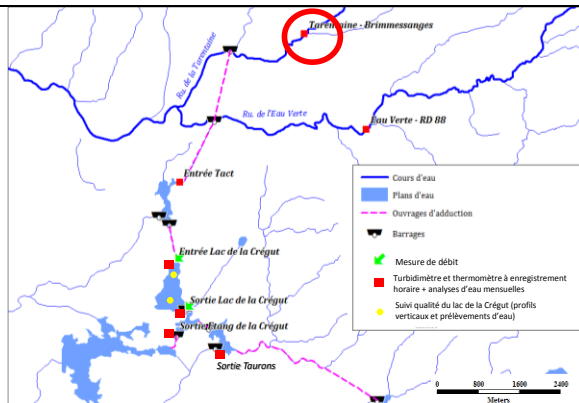 Tarentaine - Brimmessanges
Ru. de la Tarentaine
Ru. de l'Eau Verte
Eau Verte - RD 88
Entrée Tact
Cours d'eau
Plans d'eau
Ouvrages d'adduction
Barrages
Entrée Lac de la Crégut
Mesure de débit
Turbidimètre et thermomètre à enregistrement
horaire + analyses d'eau mensuelles
Sortie Lac de la Crégut
Suivi qualité du lac de la Crégut (profils
verticaux et prélèvements d'eau)
Sortie Etang de la Crégut
Sortie Taurons
0 800 1600 2400
Meters